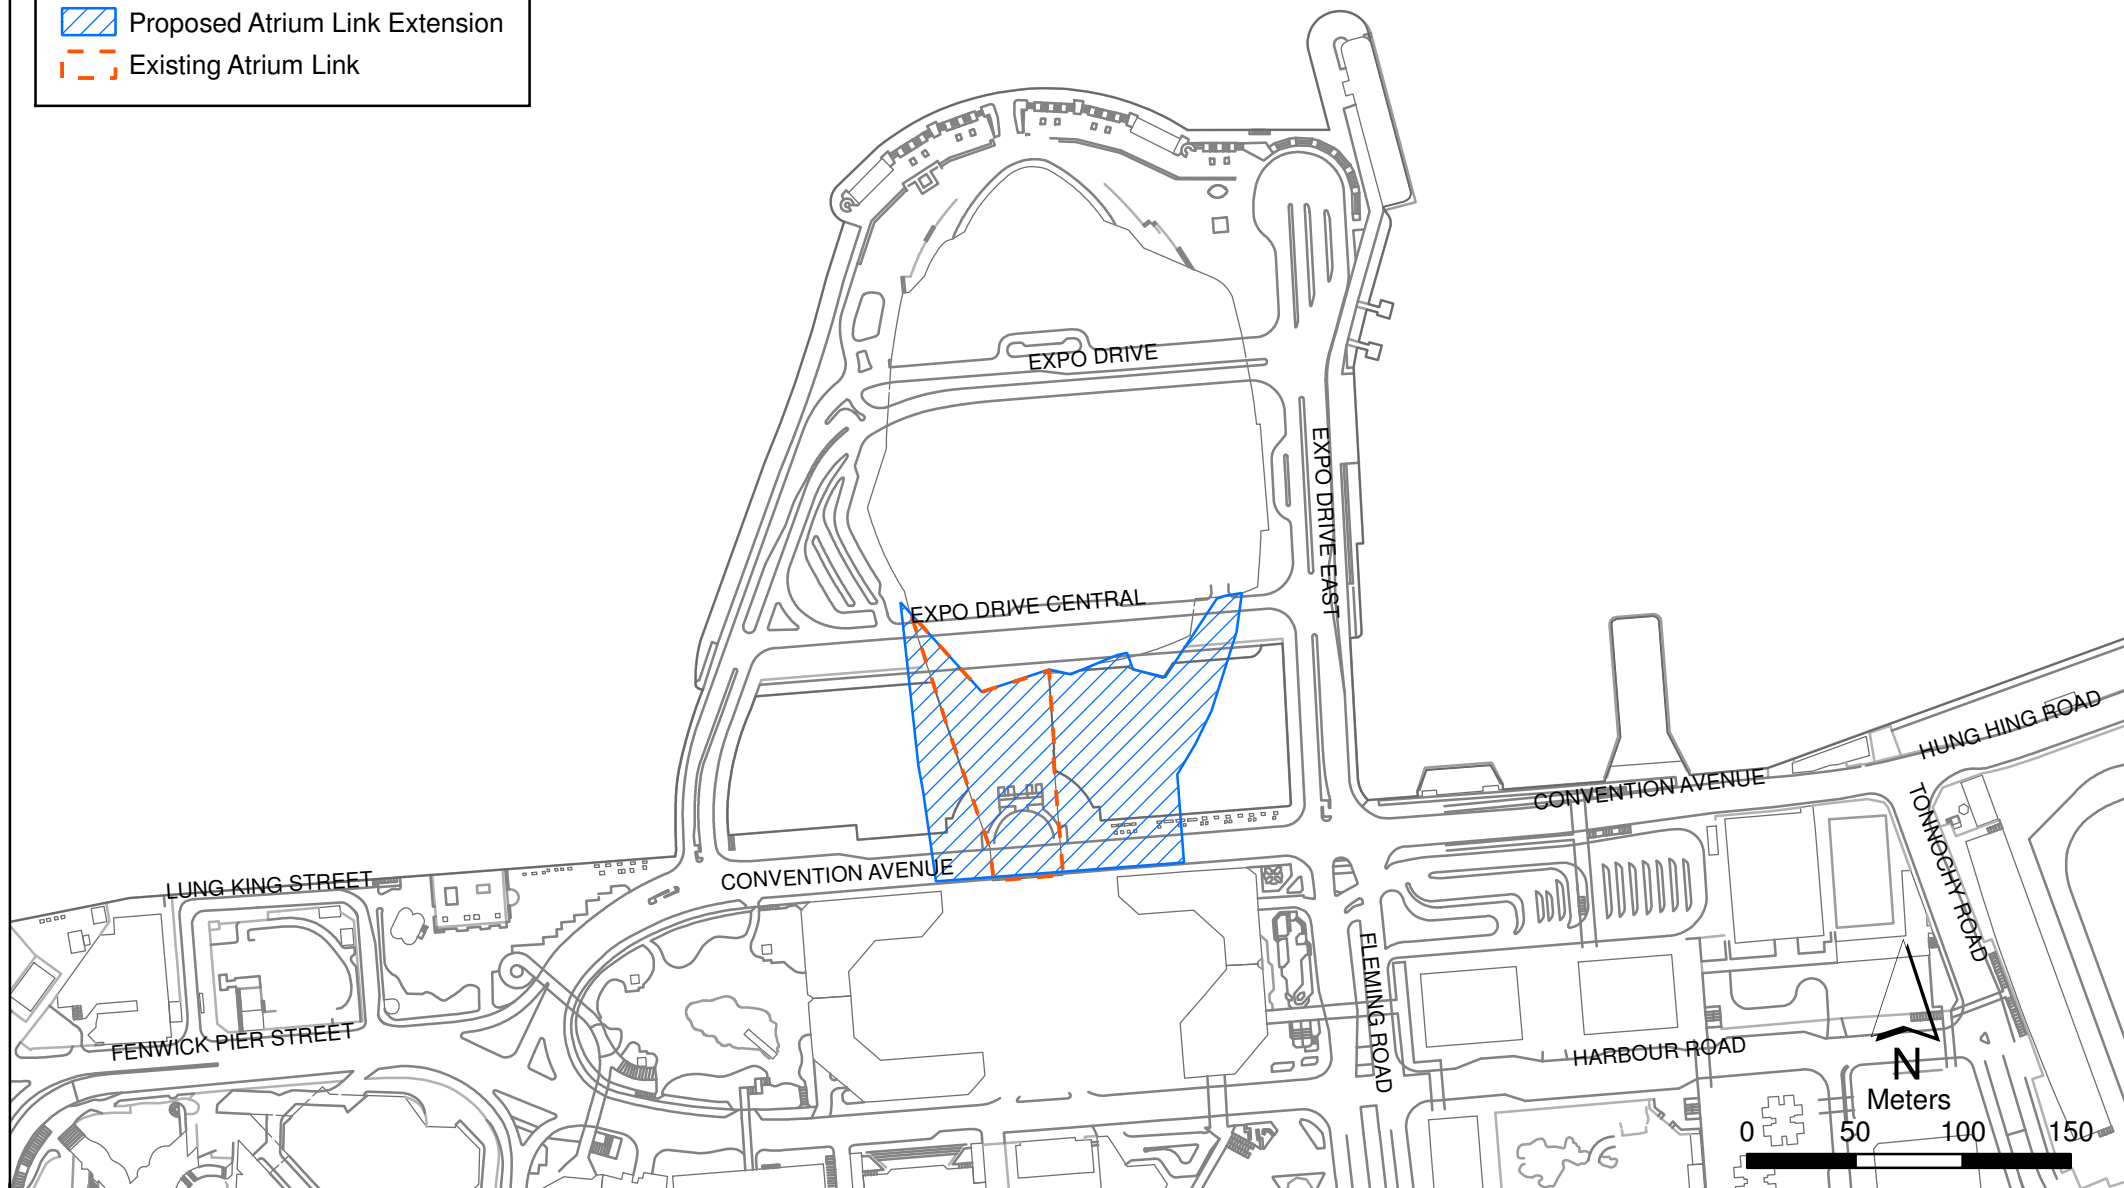 Proposed Atrium Link Extension
Existing Atrium Link
EXPO DRIVE
EXPO DRIVE EAST
EXPO DRIVE CENTRAL
HUNG HING ROAD
CONVENTION AVENUE
TONNOCHY ROAD
CONVENTION AVENUE
LUNG KING STREET
FLEMING ROAD
FENWICK PIER STREET
HARBOUR ROAD
N
Meters
0 50 100 150